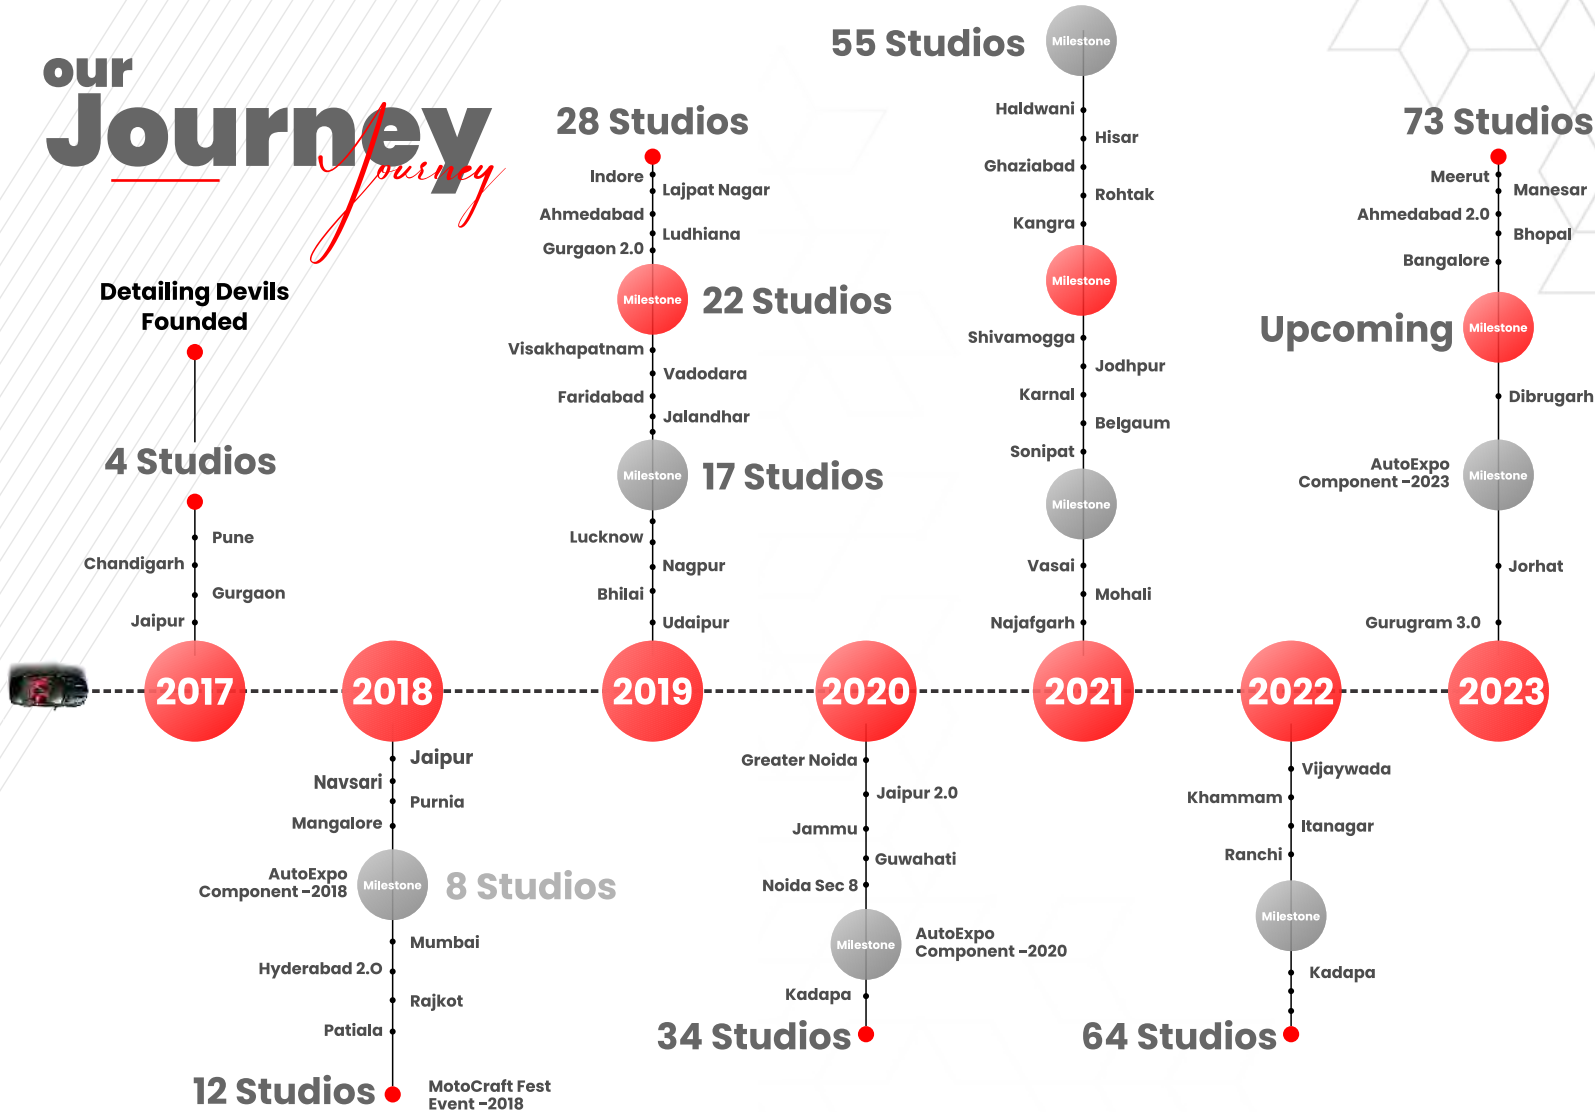 our
Journey
Journey
Detailing Devils
Founded
4 Studios
Pune
Chandigarh
Gurgaon
Jaipur
2017
2018
Jaipur
Navsari
Purnia
Mangalore
AutoExpo
Component -2018
Milestone
8 Studios
Mumbai
Hyderabad 2.O
Rajkot
Patiala
12 Studios
MotoCraft Fest
Event -2018
28 Studios
Indore
Lajpat Nagar
Ahmedabad
Ludhiana
Gurgaon 2.0
Milestone
22 Studios
Visakhapatnam
Vadodara
Faridabad
Jalandhar
Milestone
17 Studios
Lucknow
Nagpur
Bhilai
Udaipur
2019
2020
Greater Noida
Jaipur 2.0
Jammu
Guwahati
Noida Sec 8
Milestone
AutoExpo
Component -2020
Kadapa
34 Studios
55 Studios
Milestone
Haldwani
Hisar
Ghaziabad
Rohtak
Kangra
Milestone
Shivamogga
Jodhpur
Karnal
Belgaum
Sonipat
Milestone
Vasai
Mohali
Najafgarh
2021
2022
Vijaywada
Khammam
Itanagar
Ranchi
Milestone
Kadapa
64 Studios
73 Studios
Meerut
Manesar
Ahmedabad 2.0
Bhopal
Bangalore
Upcoming
Milestone
Dibrugarh
AutoExpo
Component -2023
Milestone
Jorhat
Gurugram 3.0
2023